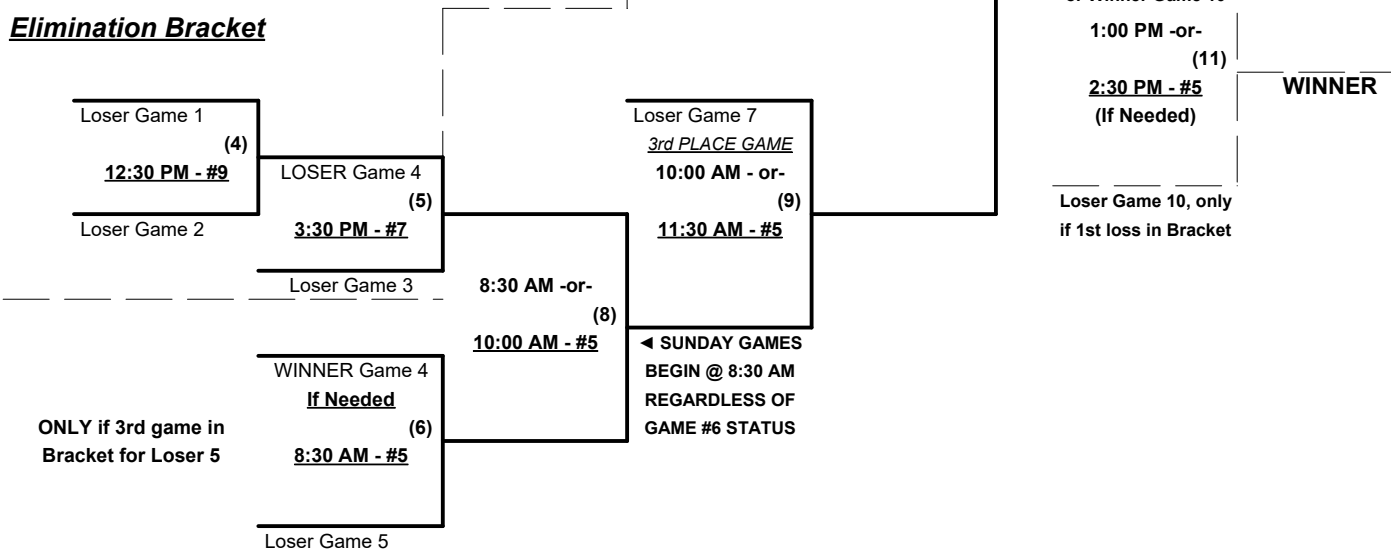 Elimination Bracket
1:00 PM -or-
(11)
2:30 PM - #5
(If Needed)
WINNER
Loser Game 10, only
if 1st loss in Bracket
Loser Game 1
(4)
12:30 PM - #9
Loser Game 2
LOSER Game 4
(5)
3:30 PM - #7
Loser Game 3
Loser Game 7
3rd PLACE GAME
10:00 AM - or-
(9)
11:30 AM - #5
8:30 AM -or-
(8)
10:00 AM - #5
◄ SUNDAY GAMES
BEGIN @ 8:30 AM
REGARDLESS OF
GAME #6 STATUS
WINNER Game 4
If Needed
(6)
8:30 AM - #5
Loser Game 5
ONLY if 3rd game in
Bracket for Loser 5